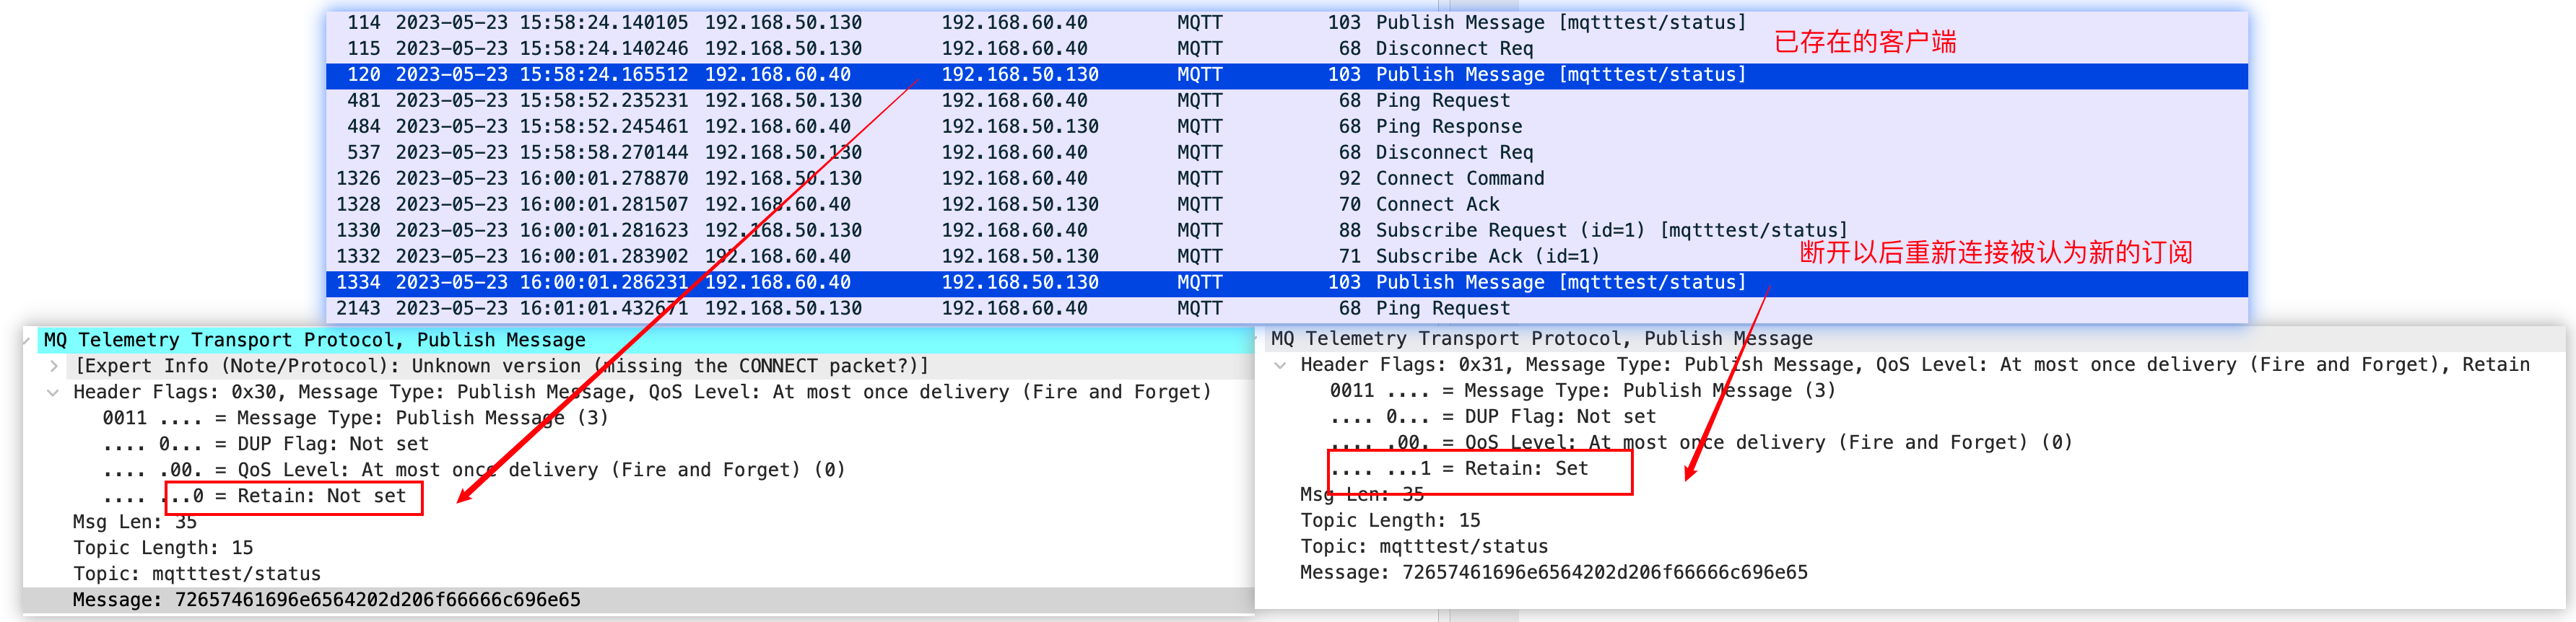 114 2023-05-23 15:58:24.140105 192.168.50.130 192.168.60.40 MQTT 103 Publish Message [mqtttest/status]
已存在的客户端
115 2023-05-23 15:58:24.140246 192.168.50.130 192.168.60.40 MQTT 68 Disconnect Req
120 2023-05-23 15:58:24.165512 192.168.60.40 192.168.50.130 MQTT 103 Publish Message [mqtttest/status]
481 2023-05-23 15:58:52.235231 192.168.50.130 192.168.60.40 MQTT 68 Ping Request
484 2023-05-23 15:58:52.245461 192.168.60.40 192.168.50.130 MQTT 68 Ping Response
537 2023-05-23 15:58:58.270144 192.168.50.130 192.168.60.40 MQTT 68 Disconnect Req
1326 2023-05-23 16:00:01.278870 192.168.50.130 192.168.60.40 MQTT 92 Connect Command
1328 2023-05-23 16:00:01.281507 192.168.60.40 192.168.50.130 MQTT 70 Connect Ack
1330 2023-05-23 16:00:01.281623 192.168.50.130 192.168.60.40 MQTT 88 Subscribe Request (id=1) [mqtttest/status]
1332 2023-05-23 16:00:01.283902 192.168.60.40 192.168.50.130 MQTT 71 Subscribe Ack (id=1)
断开以后重新连接被认为新的订阅
1334 2023-05-23 16:00:01.286231 192.168.60.40 192.168.50.130 MQTT 103 Publish Message [mqtttest/status]
2143 2023-05-23 16:01:01.432671 192.168.50.130 192.168.60.40 MQTT 68 Ping Request
MQ Telemetry Transport Protocol, Publish Message
[Expert Info (Note/Protocol): Unknown version (missing the CONNECT packet?)]
Header Flags: 0x30, Message Type: Publish Message, QoS Level: At most once delivery (Fire and Forget)
0011 .... = Message Type: Publish Message (3)
.... 0... = DUP Flag: Not set
.... .00. = QoS Level: At most once delivery (Fire and Forget) (0)
.... ...0 = Retain: Not set
Msg Len: 35
Topic Length: 15
Topic: mqtttest/status
Message: 72657461696e6564202d206f66666c696e65
MQ Telemetry Transport Protocol, Publish Message
Header Flags: 0x31, Message Type: Publish Message, QoS Level: At most once delivery (Fire and Forget), Retain
0011 .... = Message Type: Publish Message (3)
.... 0... = DUP Flag: Not set
.... .00. = QoS Level: At most once delivery (Fire and Forget) (0)
.... ...1 = Retain: Set
Msg Len: 35
Topic Length: 15
Topic: mqtttest/status
Message: 72657461696e6564202d206f66666c696e65